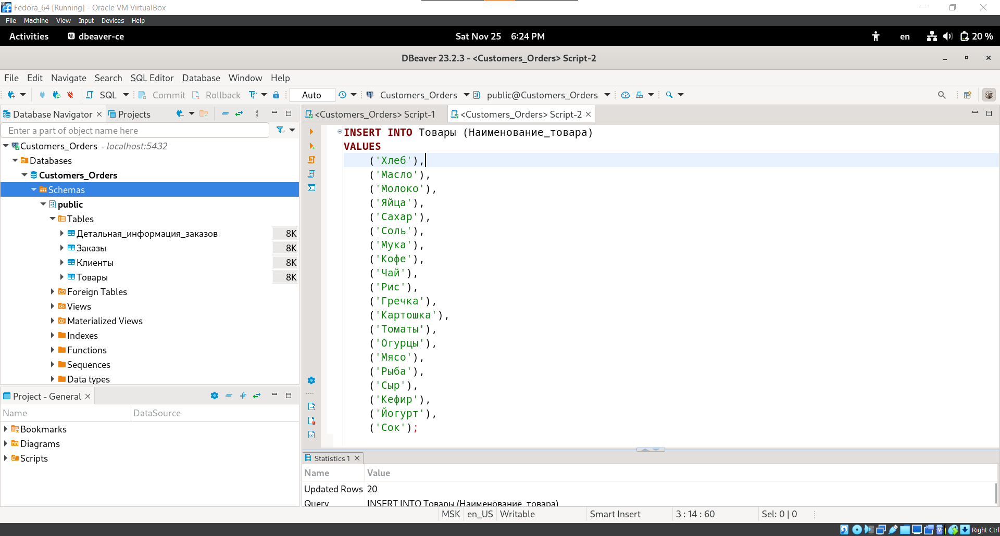 Fedora_64 [Running] - Oracle VM VirtualBox
File Machine View Input Devices Help
Activities dbeaver-ce Sat Nov 25 6:24 PM en 20 %
DBeaver 23.2.3 - <Customers_Orders> Script-2
File Edit Navigate Search SQL Editor Database Window Help
SQL Commit Rollback Auto Customers_Orders public@Customers_Orders
Database Navigator Projects
Enter a part of object name here
Customers_Orders - localhost:5432
Databases
Customers_Orders
Schemas
public
Tables
Детальная_информация_заказов 8K
Заказы 8K
Клиенты 8K
Товары 8K
Foreign Tables
Views
Materialized Views
Indexes
Functions
Sequences
Data types
Project - General
Name DataSource
Bookmarks
Diagrams
Scripts
<Customers_Orders> Script-1 <Customers_Orders> Script-2
INSERT INTO Товары (Наименование_товара)
VALUES
('Хлеб'),
('Масло'),
('Молоко'),
('Яйца'),
('Сахар'),
('Соль'),
('Мука'),
('Кофе'),
('Чай'),
('Рис'),
('Гречка'),
('Картошка'),
('Томаты'),
('Огурцы'),
('Мясо'),
('Рыба'),
('Сыр'),
('Кефир'),
('Йогурт'),
('Сок');
Statistics 1
Name Value
Updated Rows 20
Query INSERT INTO Товары (Наименование_товара)
MSK en_US Writable Smart Insert 3 : 14 : 60 Sel: 0 | 0
Right Ctrl